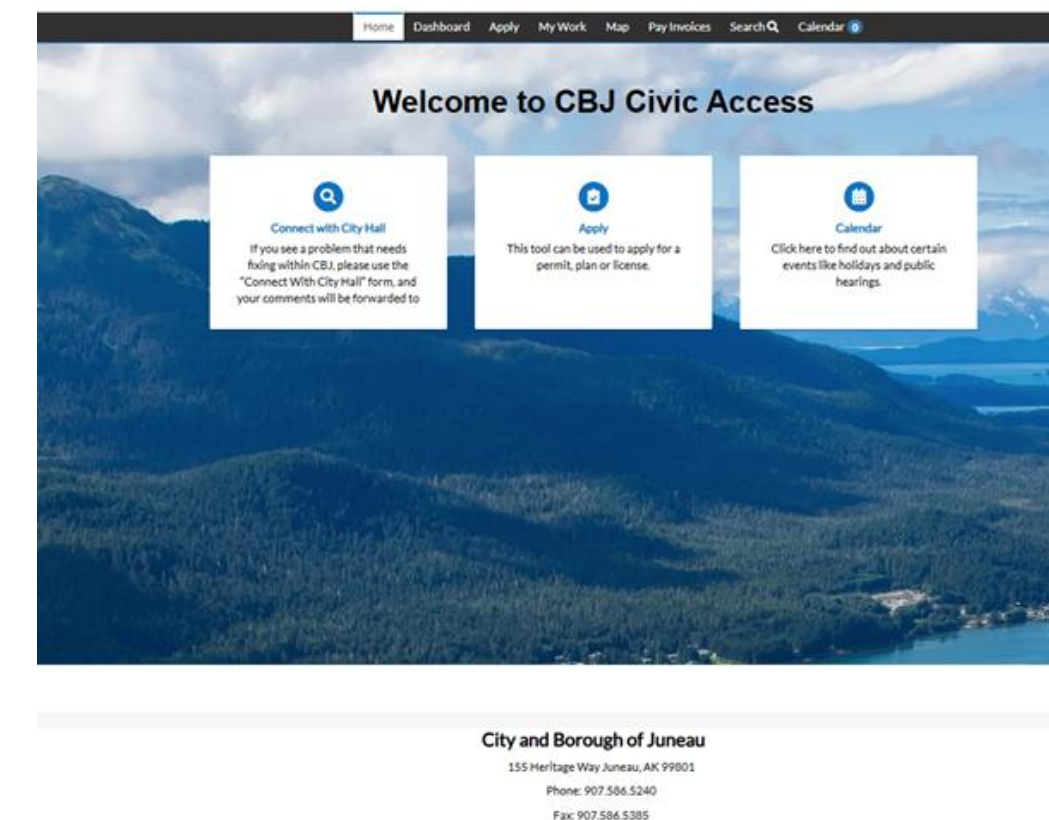 Home Dashboard Apply My Work Map Pay Invoices Search Calendar 0
Welcome to CBJ Civic Access
Connect with City Hall
If you see a problem that needs
fixing within CBJ, please use the
"Connect With City Hall" form, and
your comments will be forwarded to
Apply
This tool can be used to apply for a
permit, plan or license.
Calendar
Click here to find out about certain
events like holidays and public
hearings.
City and Borough of Juneau
155 Heritage Way Juneau, AK 99801
Phone: 907.586.5240
Fax: 907.586.5385